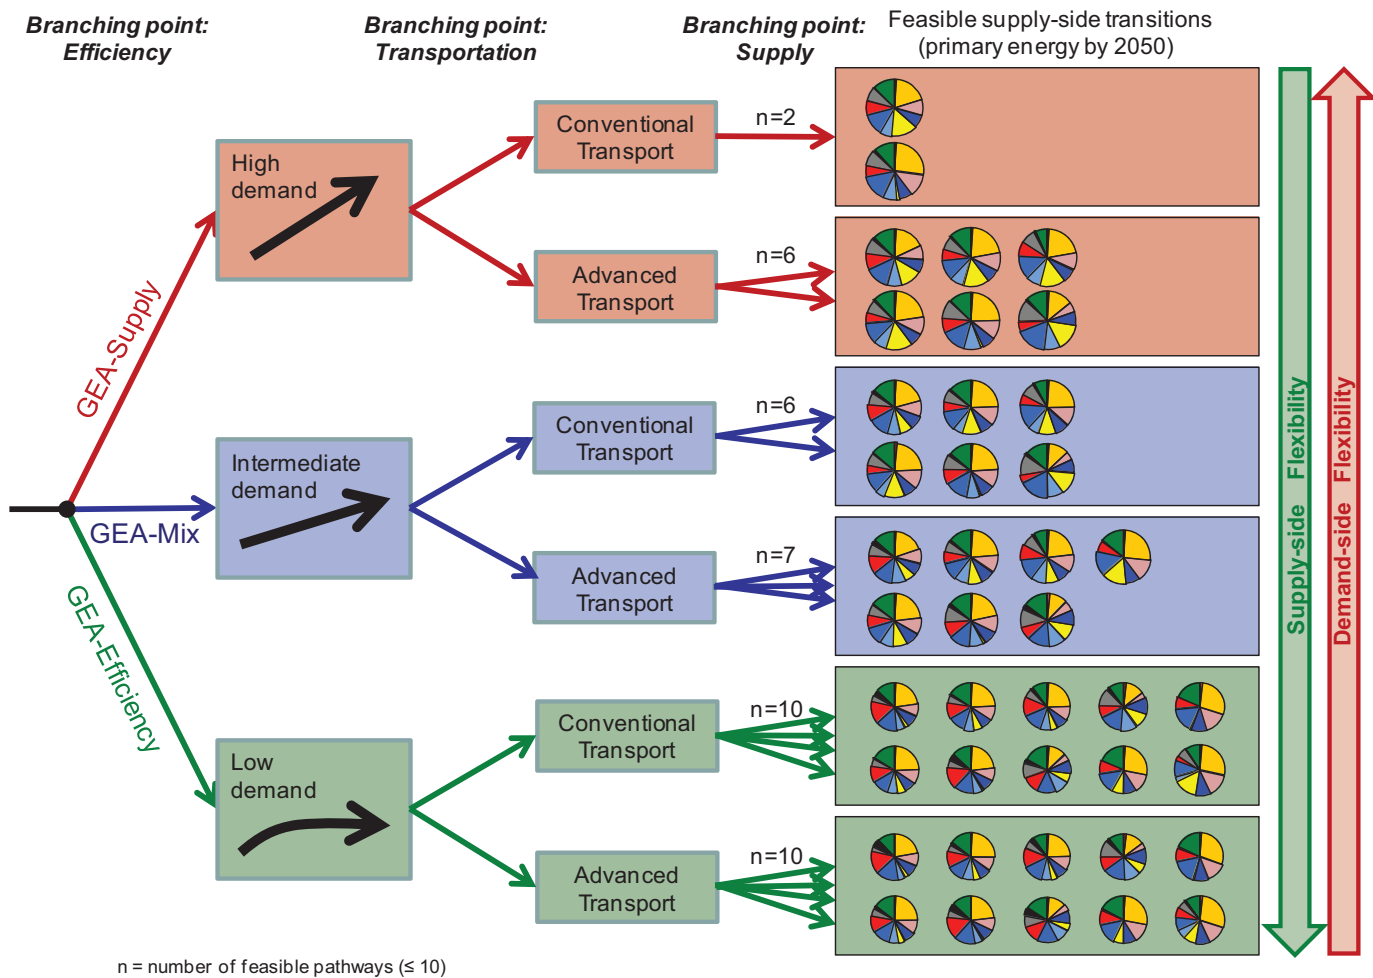 Branching point:
Efficiency
Branching point:
Transportation
Branching point:
Supply
Feasible supply-side transitions
(primary energy by 2050)
GEA-Supply
GEA-Mix
GEA-Efficiency
High
demand
Conventional
Transport
n=2
Advanced
Transport
n=6
Intermediate
demand
Conventional
Transport
n=6
Advanced
Transport
n=7
Low
demand
Conventional
Transport
n=10
Advanced
Transport
n=10
Supply-side Flexibility
Demand-side Flexibility
n = number of feasible pathways (≤ 10)